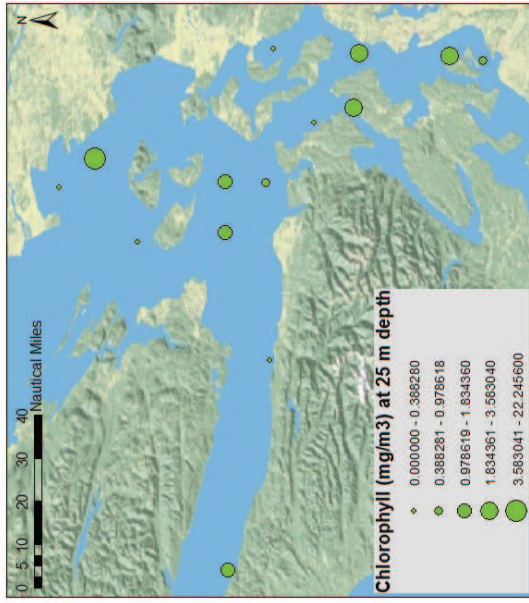 N
0 5 10 20 30 40
Nautical Miles
Chlorophyll (mg/m3) at 25 m depth
0.000000 - 0.388280
0.388281 - 0.978618
0.978619 - 1.834360
1.834361 - 3.583040
3.583041 - 22.245600